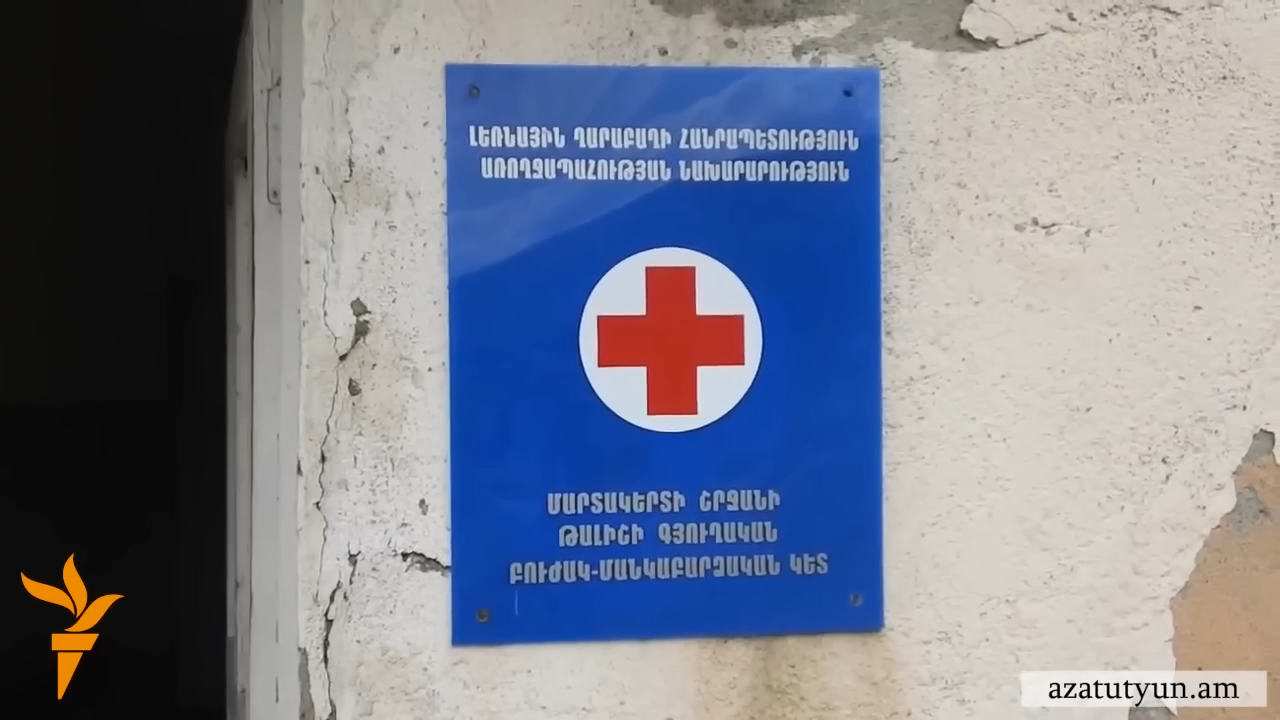 ԼԵՌՆԱՅԻՆ ՂԱՐԱԲԱՂԻ ՀԱՆՐԱՊԵՏՈՒԹՅՈՒՆ
ԱՌՈՂՋԱՊԱՀՈՒԹՅԱՆ ՆԱԽԱՐԱՐՈՒԹՅՈՒՆ
ՄԱՐՏԱԿԵՐՏԻ ՇՐՋԱՆԻ
ԹԱԼԻՇԻ ԳՅՈՒՂԱԿԱՆ
ԲՈՒԺԱԿ-ՄԱՆԿԱԲԱՐՁԱԿԱՆ ԿԵՏ
azatutyun.am